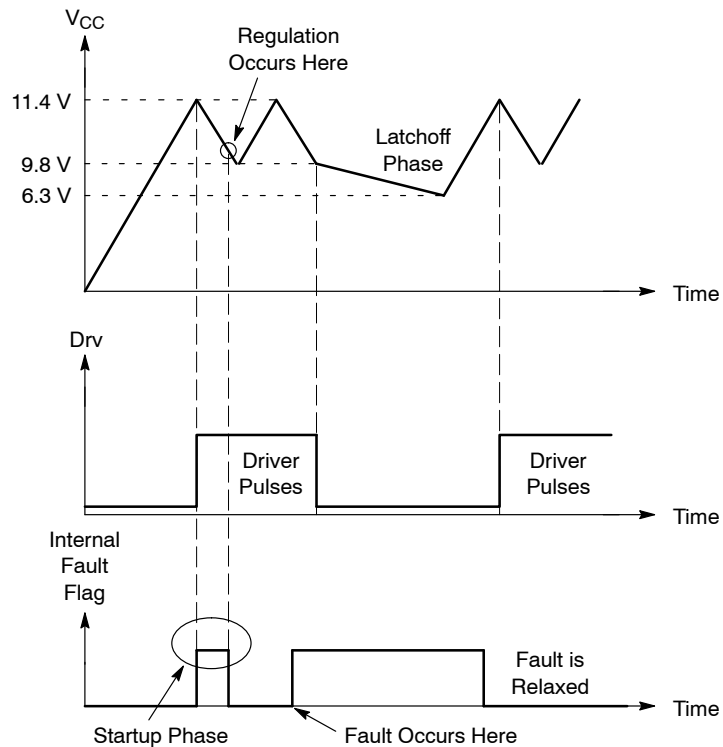 V_CC
Regulation
Occurs Here
11.4 V
Latchoff
Phase
9.8 V
6.3 V
Time
Drv
Driver
Pulses
Driver
Pulses
Time
Internal
Fault
Flag
Fault is
Relaxed
Time
Startup Phase
Fault Occurs Here